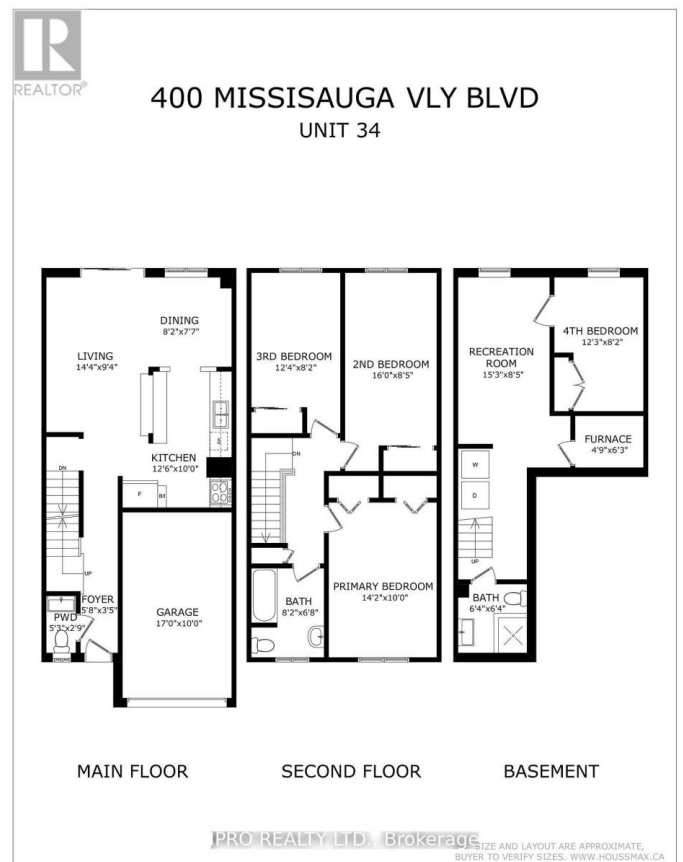 R
REALTOR®
400 MISSISAUGA VLY BLVD
UNIT 34
DINING
8'2"x7'7"
LIVING
14'4"x9'4"
KITCHEN
12'6"x10'0"
DN
F
B/I
UP
FOYER
5'8"x3'5"
PWD
5'3"x2'9"
GARAGE
17'0"x10'0"
3RD BEDROOM
12'4"x8'2"
2ND BEDROOM
16'0"x8'5"
DN
PRIMARY BEDROOM
14'2"x10'0"
BATH
8'2"x6'8"
4TH BEDROOM
12'3"x8'2"
RECREATION
ROOM
15'3"x8'5"
FURNACE
4'9"x6'3"
W
D
UP
BATH
6'4"x6'4"
MAIN FLOOR
SECOND FLOOR
BASEMENT
IPRO REALTY LTD. Brokerage
SIZE AND LAYOUT ARE APPROXIMATE,
BUYER TO VERIFY SIZES. WWW.HOUSSMAX.CA